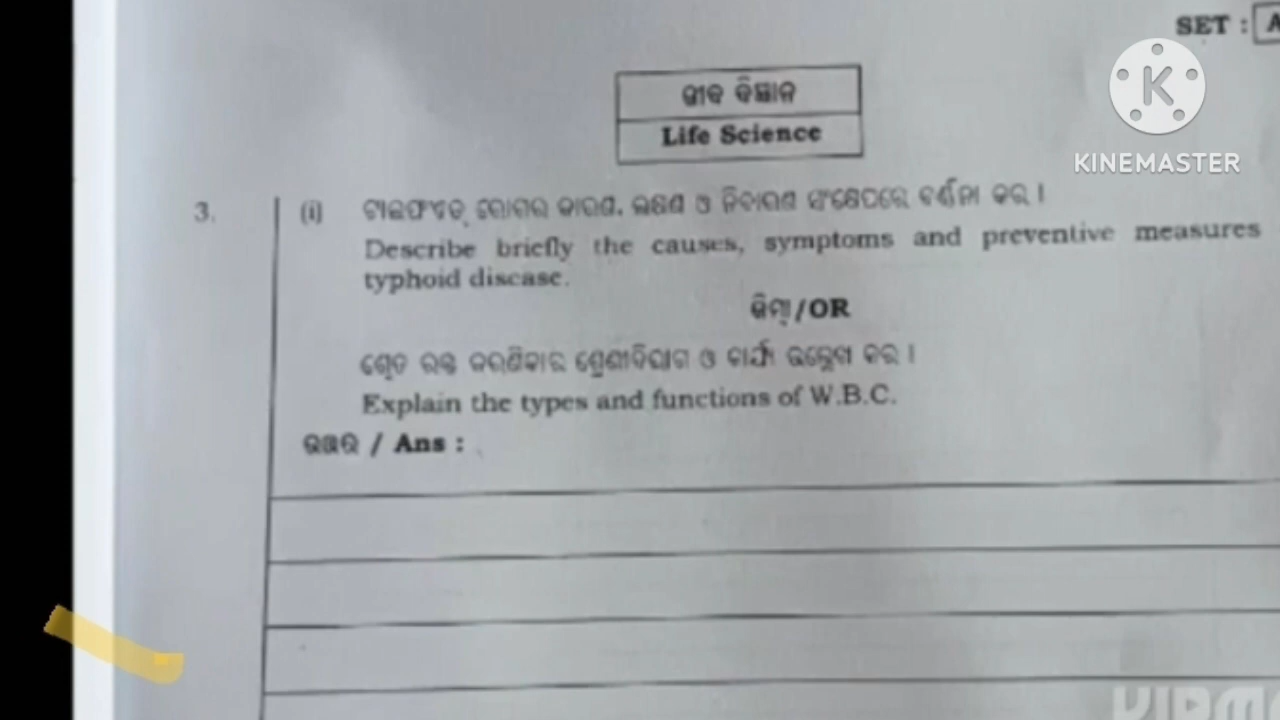 SET : A
ଜୀବ ବିଜ୍ଞାନ
Life Science
KINEMASTER
3. (i) ଟାଇଫଏଡ୍ ରୋଗର କାରଣ, ଲକ୍ଷଣ ଓ ନିବାରଣ ସଂକ୍ଷେପରେ ବର୍ଣ୍ଣନା କର ।
Describe briefly the causes, symptoms and preventive measures
typhoid disease.
କିମ୍ବା/OR
ଶ୍ୱେତ ରକ୍ତ କଣିକାର ଶ୍ରେଣୀବିଭାଗ ଓ କାର୍ଯ୍ୟ ଉଲ୍ଲେଖ କର ।
Explain the types and functions of W.B.C.
ଉତ୍ତର / Ans :